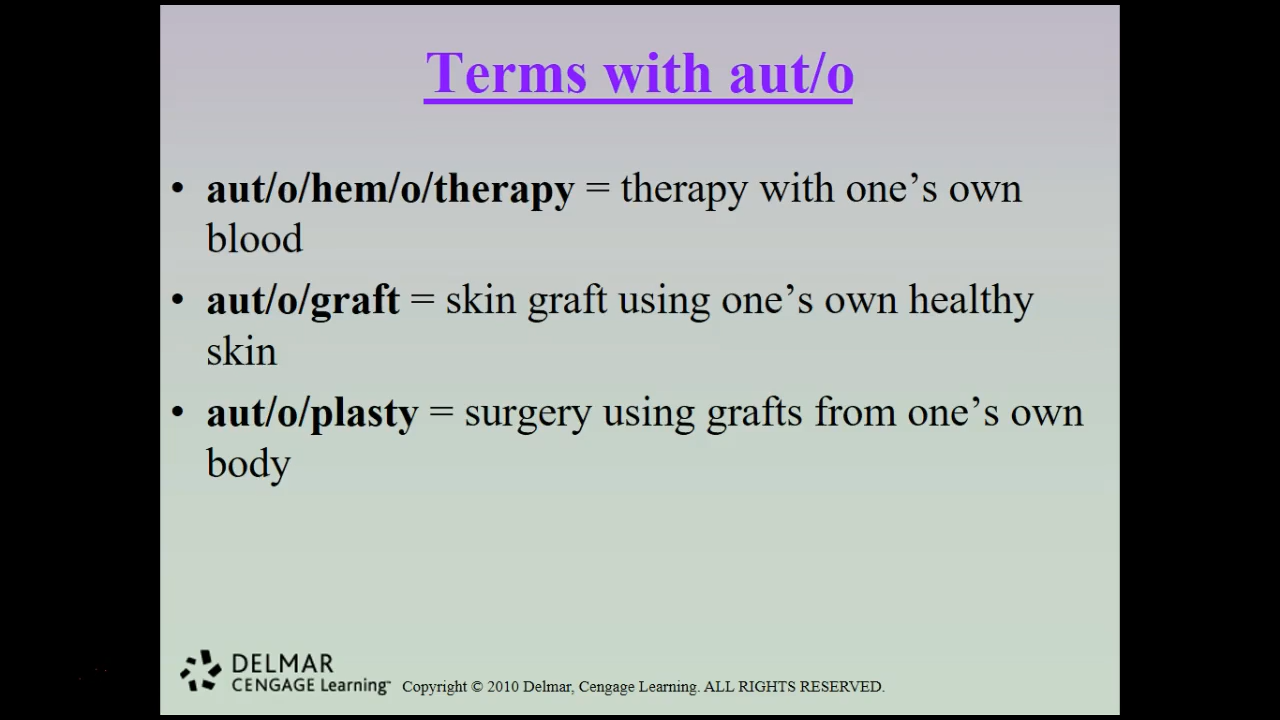 Terms with aut/o
• aut/o/hem/o/therapy = therapy with one’s own
blood
• aut/o/graft = skin graft using one’s own healthy
skin
• aut/o/plasty = surgery using grafts from one’s own
body
DELMAR
CENGAGE Learning™ Copyright © 2010 Delmar, Cengage Learning. ALL RIGHTS RESERVED.